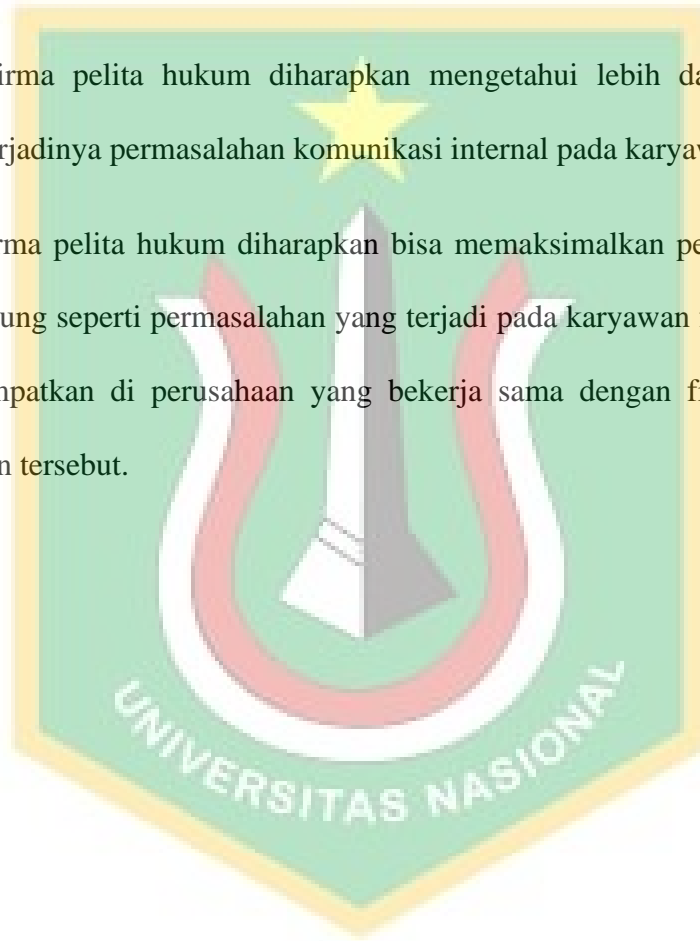 irma pelita hukum diharapkan mengetahui lebih da
rjadinya permasalahan komunikasi internal pada karyaw
rma pelita hukum diharapkan bisa memaksimalkan pe
ung seperti permasalahan yang terjadi pada karyawan
npatkan di perusahaan yang bekerja sama dengan fi
n tersebut.
UNIVERSITAS NASIONAL